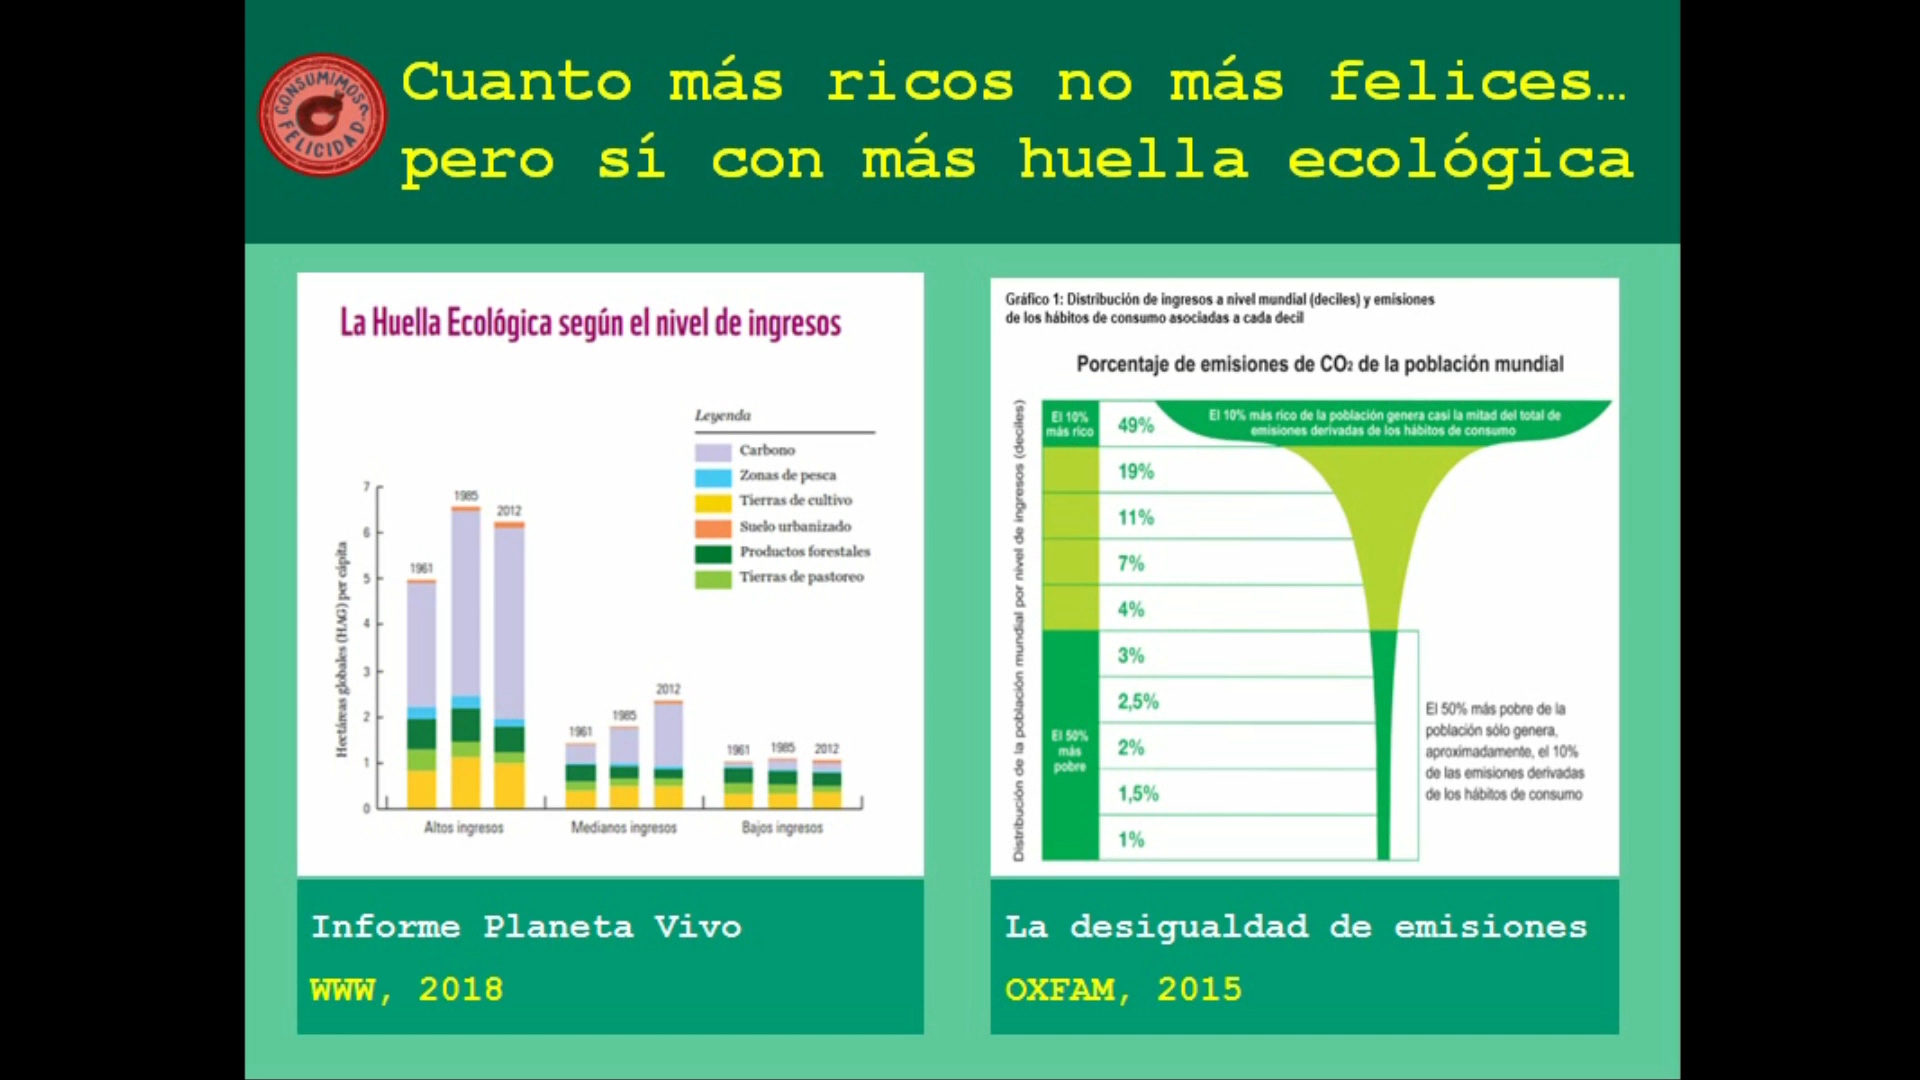 CONSUMIMOS
FELICIDAD?
Cuanto más ricos no más felices…
pero sí con más huella ecológica
La Huella Ecológica según el nivel de ingresos
Leyenda
Carbono
Zonas de pesca
Tierras de cultivo
Suelo urbanizado
Productos forestales
Tierras de pastoreo
Hectáreas globales (HAG) per cápita
7
6
5
4
3
2
1
0
1961
1985
2012
1961
1985
2012
1961
1985
2012
Altos ingresos
Medianos ingresos
Bajos ingresos
Informe Planeta Vivo
WWW, 2018
Gráfico 1: Distribución de ingresos a nivel mundial (deciles) y emisiones
de los hábitos de consumo asociadas a cada decil
Porcentaje de emisiones de CO₂ de la población mundial
Distribución de la población mundial por nivel de ingresos (deciles)
El 10%
más rico
49%
El 10% más rico de la población genera casi la mitad del total de
emisiones derivadas de los hábitos de consumo
19%
11%
7%
4%
3%
2,5%
2%
1,5%
1%
El 50%
más
pobre
El 50% más pobre de la
población sólo genera,
aproximadamente, el 10%
de las emisiones derivadas
de los hábitos de consumo
La desigualdad de emisiones
OXFAM, 2015